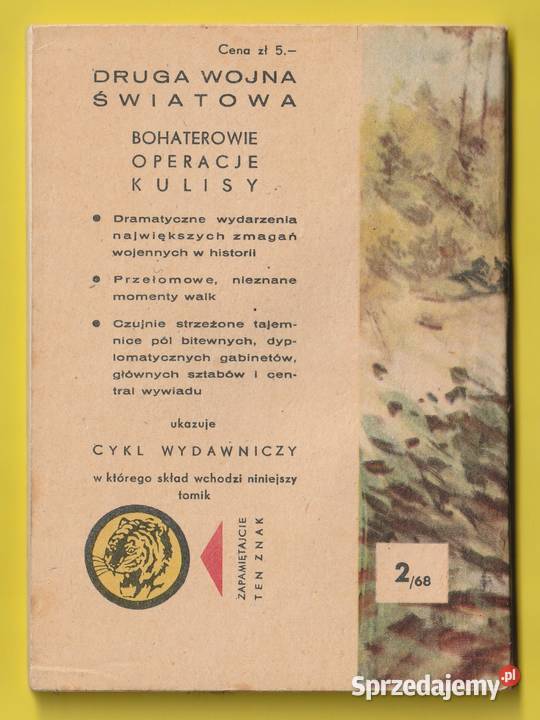 Cena zł 5.—
DRUGA WOJNA
ŚWIATOWA
BOHATEROWIE
OPERACJE
KULISY
● Dramatyczne wydarzenia
największych zmagań
wojennych w historii
● Przełomowe, nieznane
momenty walk
● Czujnie strzeżone tajem-
nice pól bitewnych, dyp-
lomatycznych gabinetów,
głównych sztabów i cen-
tral wywiadu
ukazuje
CYKL WYDAWNICZY
w którego skład wchodzi niniejszy
tomik
ZAPAMIĘTAJCIE
TEN ZNAK
2/68
Sprzedajemy.pl